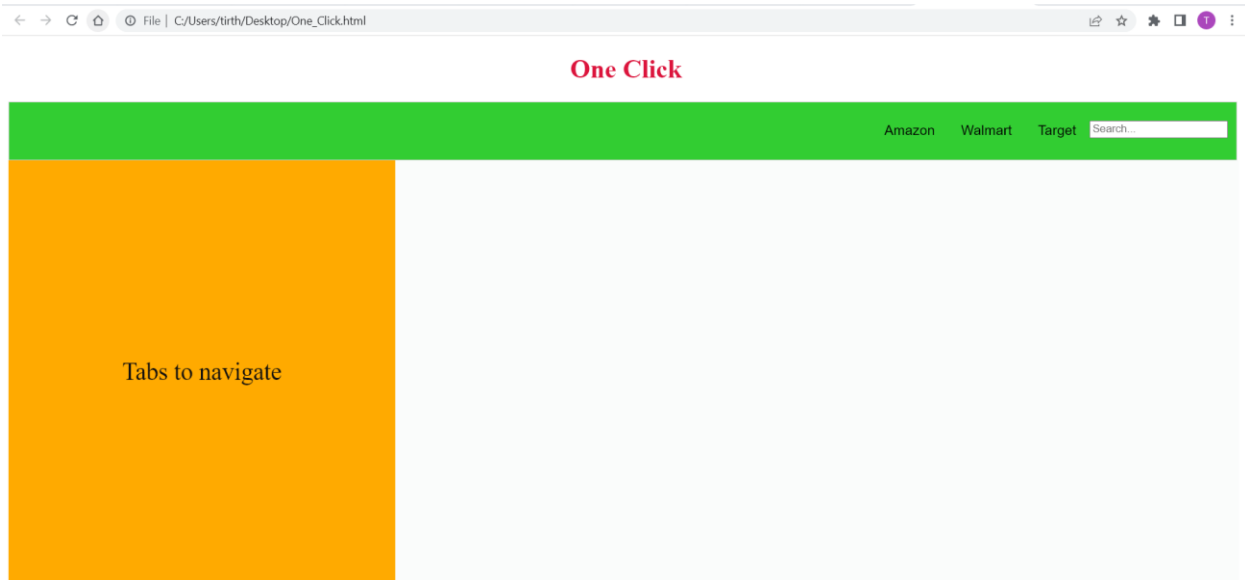 File | C:/Users/tirth/Desktop/One_Click.html
T
One Click
Amazon Walmart Target Search...
Tabs to navigate